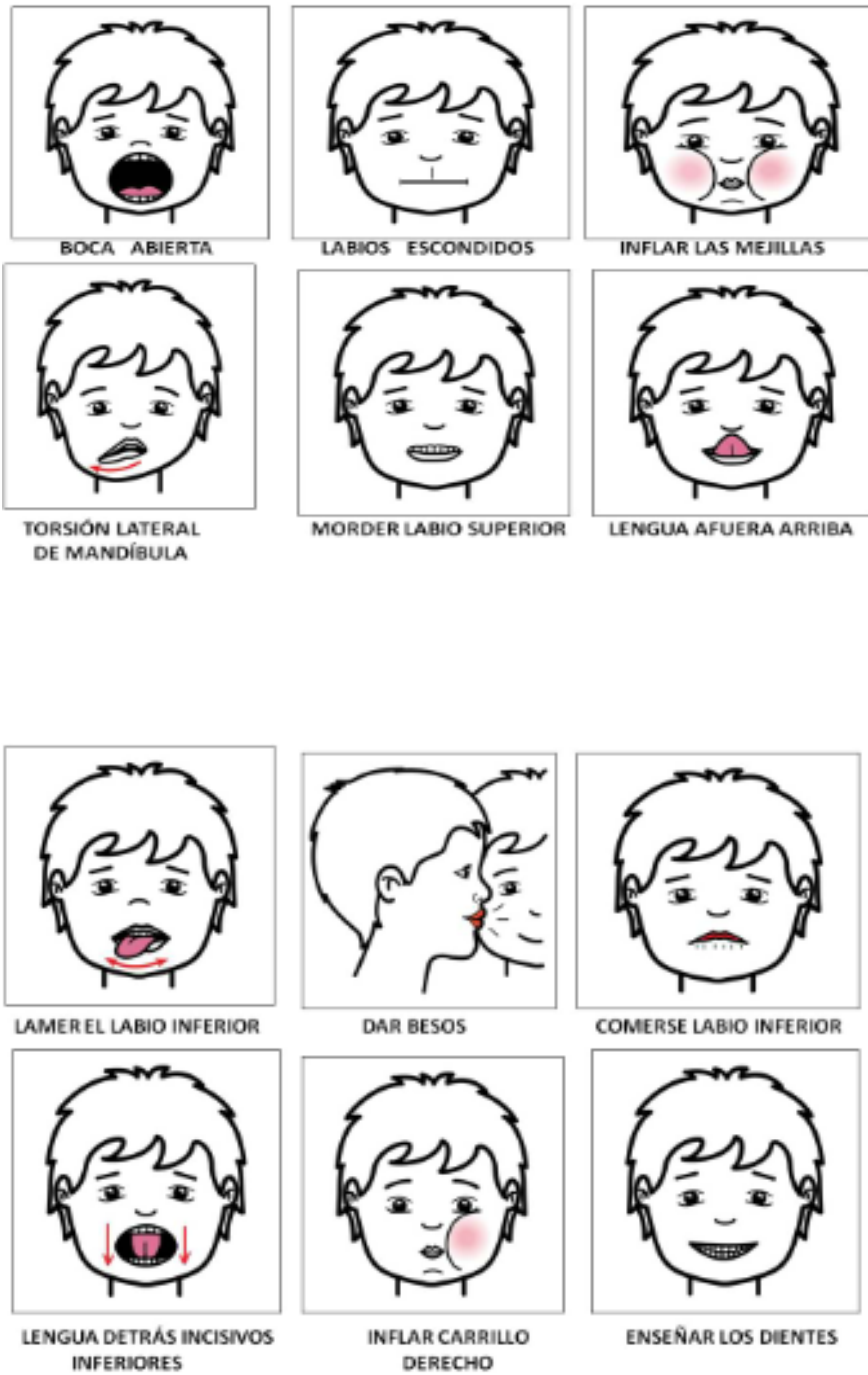 BOCA ABIERTA
LABIOS ESCONDIDOS
INFLAR LAS MEJILLAS
TORSIÓN LATERAL
DE MANDÍBULA
MORDER LABIO SUPERIOR
LENGUA AFUERA ARRIBA
LAMER EL LABIO INFERIOR
DAR BESOS
COMERSE LABIO INFERIOR
LENGUA DETRÁS INCISIVOS
INFERIORES
INFLAR CARRILLO
DERECHO
ENSEÑAR LOS DIENTES